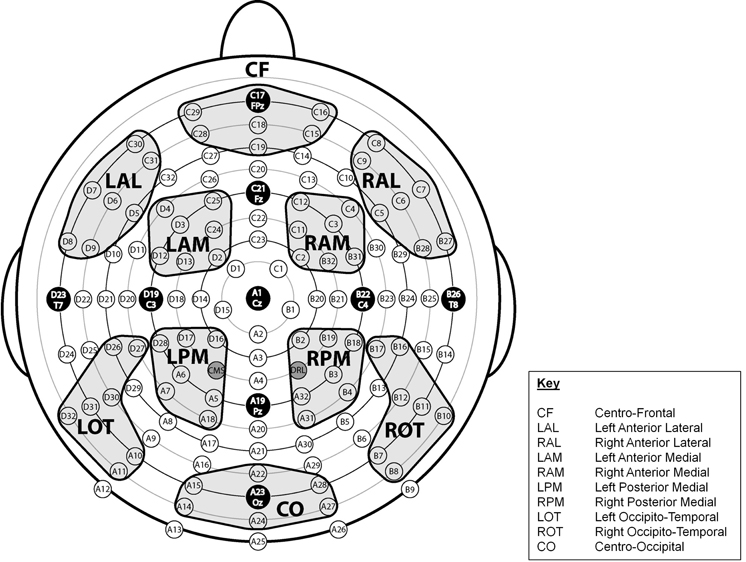 CF
C17
FPz
C29
C16
C28
C18
C15
C30
C19
C8
C31
C27
C14
C9
C32
C26
C20
C13
C10
LAL
RAL
D7
C21
Fz
C7
D6
D4
C25
C12
C4
C6
D5
D3
C24
C22
C11
C3
C5
D8
D9
D11
LAM
C23
RAM
B30
B28
B27
D10
D12
D13
D2
C2
B32
B31
B29
D1
C1
D23
T7
D22
D21
D20
D19
C3
D18
D14
A1
Cz
B20
B21
B22
C4
B23
B24
B25
B26
T8
D15
B1
A2
D24
D25
D26
D27
D28
D17
D16
B2
B19
B18
B17
B16
B15
B14
LPM
A3
RPM
A6
CMS
A4
DRL
B3
D29
A7
A5
A32
B4
B13
D30
D31
D32
A18
A19
Pz
A31
B12
B11
B10
LOT
A8
A20
B5
ROT
A9
A17
A21
A30
B6
A10
A16
A29
B7
A11
A22
B8
A12
A15
A28
B9
A14
A23
Oz
CO
A27
A24
A13
A26
A25
Key
CF Centro-Frontal
LAL Left Anterior Lateral
RAL Right Anterior Lateral
LAM Left Anterior Medial
RAM Right Anterior Medial
LPM Left Posterior Medial
RPM Right Posterior Medial
LOT Left Occipito-Temporal
ROT Right Occipito-Temporal
CO Centro-Occipital